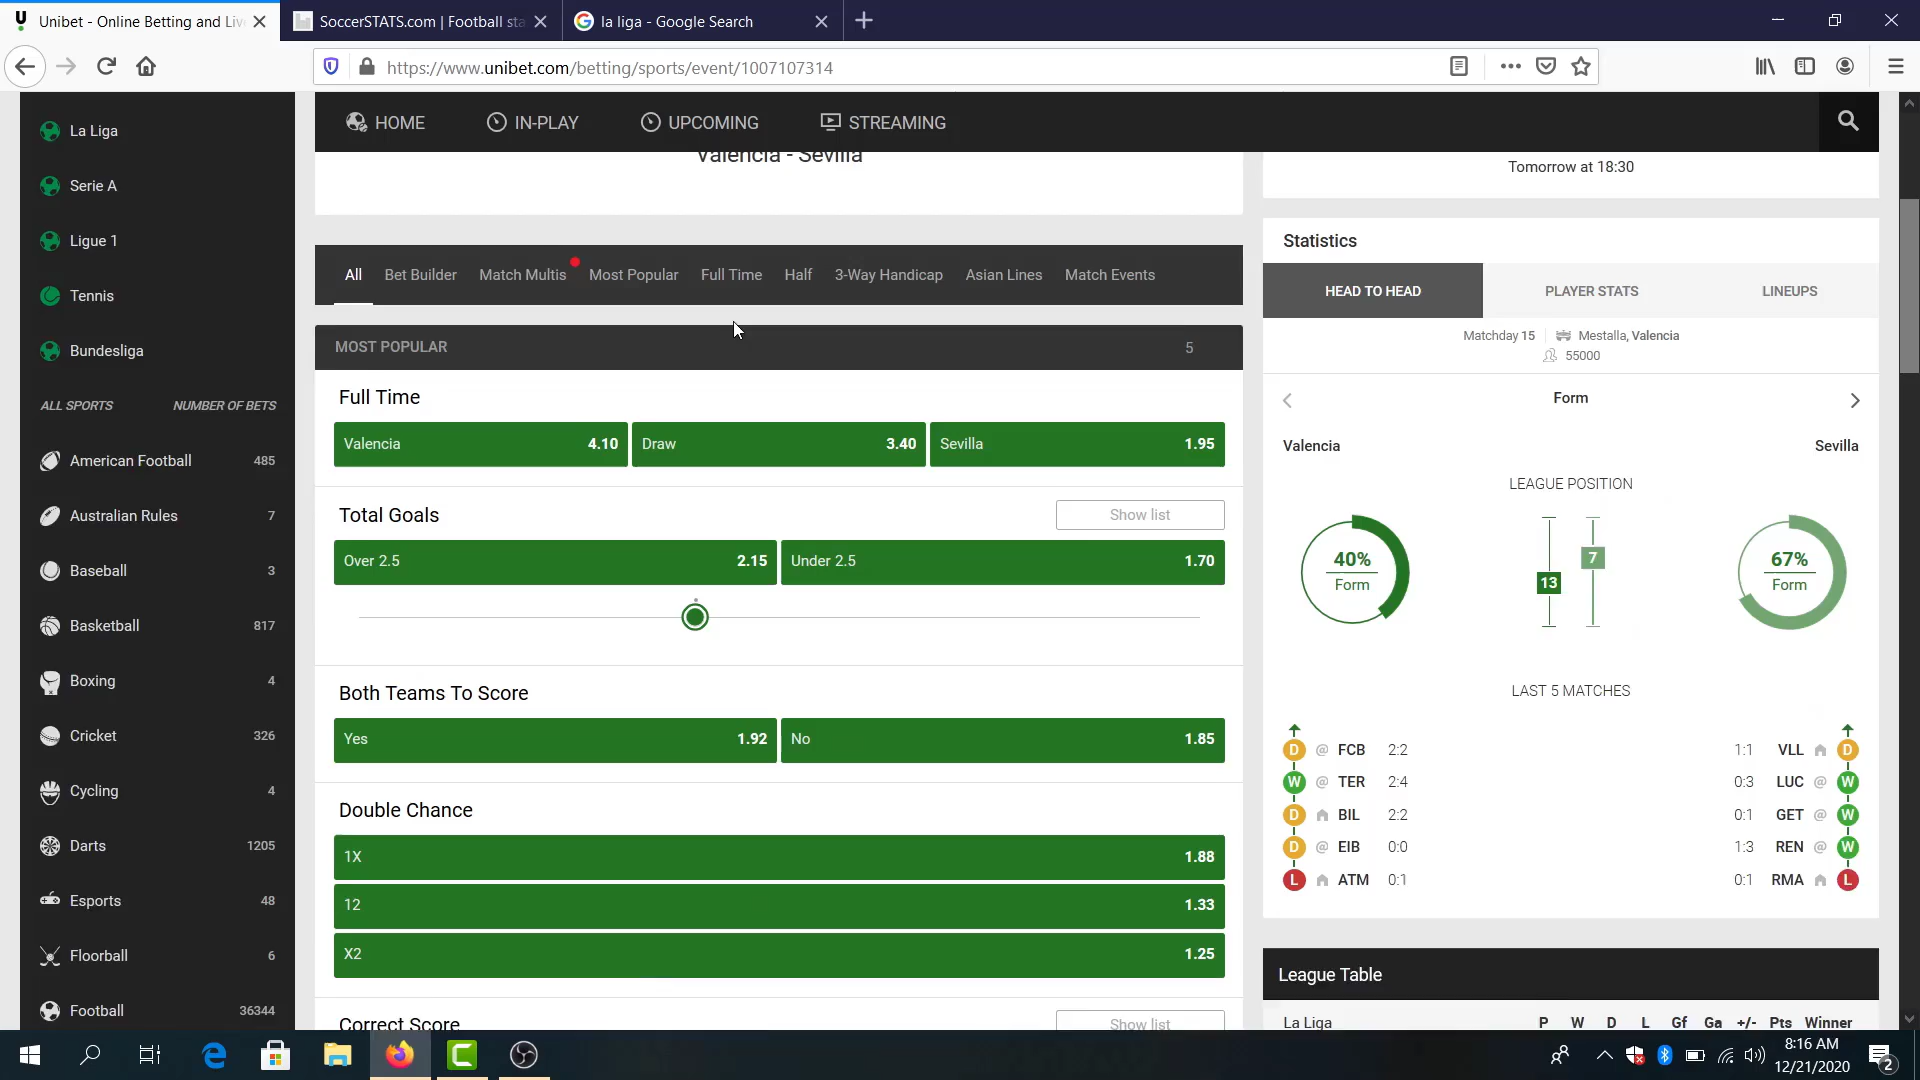 Unibet - Online Betting and Live
SoccerSTATS.com | Football sta
la liga - Google Search
https://www.unibet.com/betting/sports/event/1007107314
HOME
IN-PLAY
UPCOMING
STREAMING
La Liga
Serie A
Ligue 1
Tennis
Bundesliga
ALL SPORTS NUMBER OF BETS
American Football 485
Australian Rules 7
Baseball 3
Basketball 817
Boxing 4
Cricket 326
Cycling 4
Darts 1205
Esports 48
Floorball 6
Football 36344
Valencia - Sevilla
All Bet Builder Match Multis Most Popular Full Time Half 3-Way Handicap Asian Lines Match Events
MOST POPULAR 5
Full Time
Valencia 4.10 Draw 3.40 Sevilla 1.95
Total Goals Show list
Over 2.5 2.15 Under 2.5 1.70
Both Teams To Score
Yes 1.92 No 1.85
Double Chance
1X 1.88
12 1.33
X2 1.25
Correct Score Show list
Tomorrow at 18:30
Statistics
HEAD TO HEAD PLAYER STATS LINEUPS
Matchday 15 Mestalla, Valencia
55000
Form
Valencia Sevilla
LEAGUE POSITION
40% Form 13 7 67% Form
LAST 5 MATCHES
D @ FCB 2:2 1:1 VLL D
W @ TER 2:4 0:3 LUC @ W
D BIL 2:2 0:1 GET @ W
D @ EIB 0:0 1:3 REN @ W
L ATM 0:1 0:1 RMA L
League Table
La Liga P W D L Gf Ga +/- Pts Winner
8:16 AM
12/21/2020
2